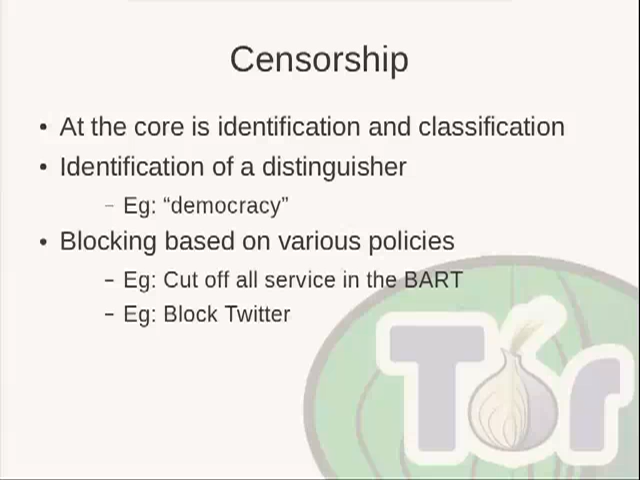 Censorship
• At the core is identification and classification
• Identification of a distinguisher
– Eg: “democracy”
• Blocking based on various policies
– Eg: Cut off all service in the BART
– Eg: Block Twitter
Tor